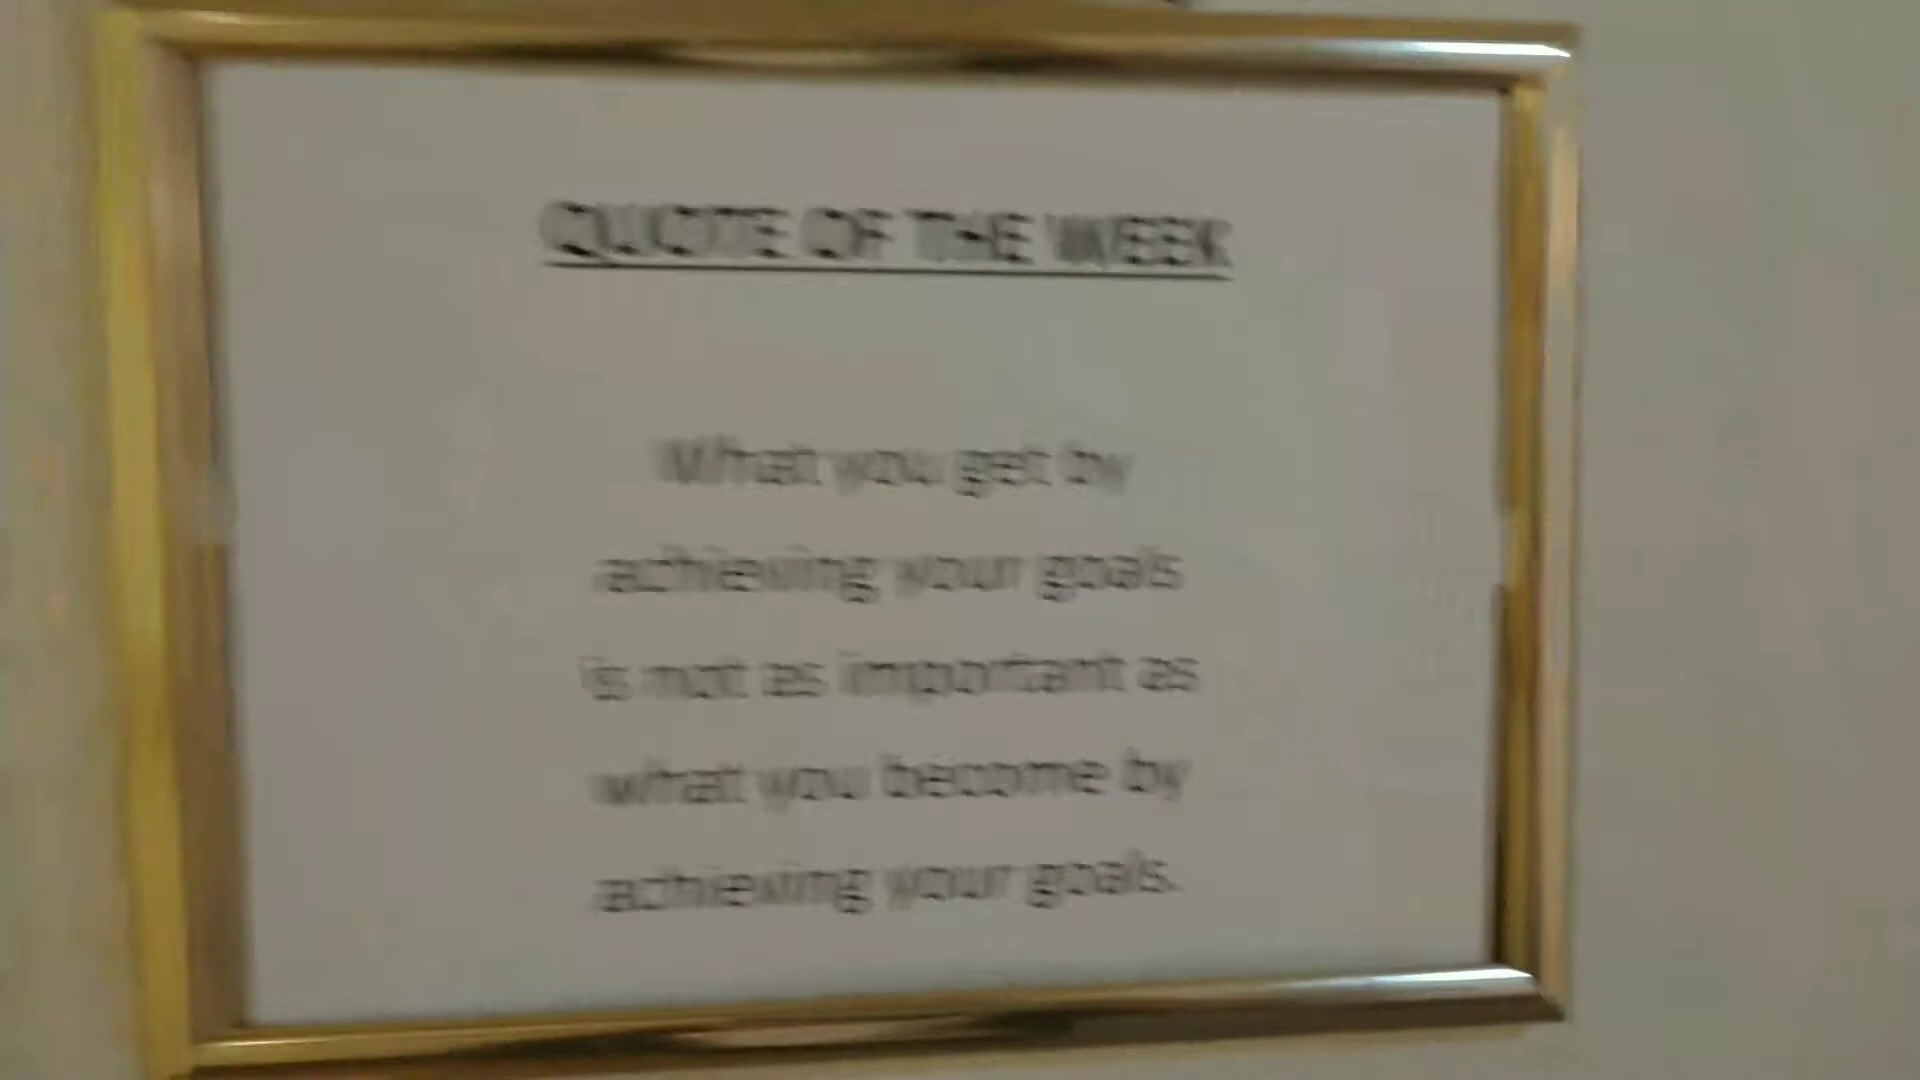 QUOTE OF THE WEEK
What you get by
achieving your goals
is not as important as
what you become by
achieving your goals.